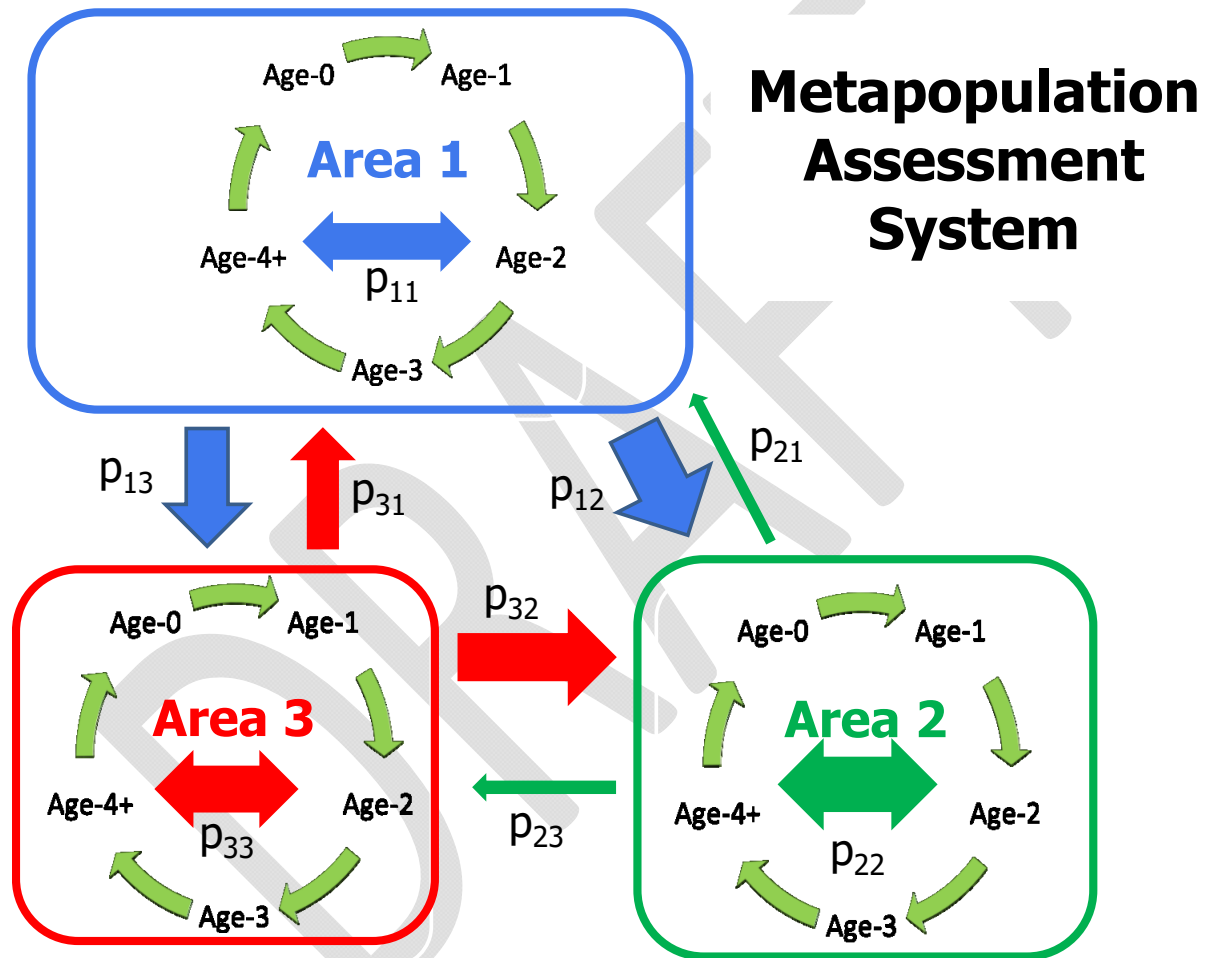 Metapopulation
Assessment
System
Age-0
Age-1
Area 1
Age-4+
Age-2
p11
Age-3
p13
p31
p12
p21
Age-0
Age-1
Area 3
Age-4+
Age-2
p33
Age-3
p32
p23
Age-0
Age-1
Area 2
Age-4+
Age-2
p22
Age-3
DRAFT